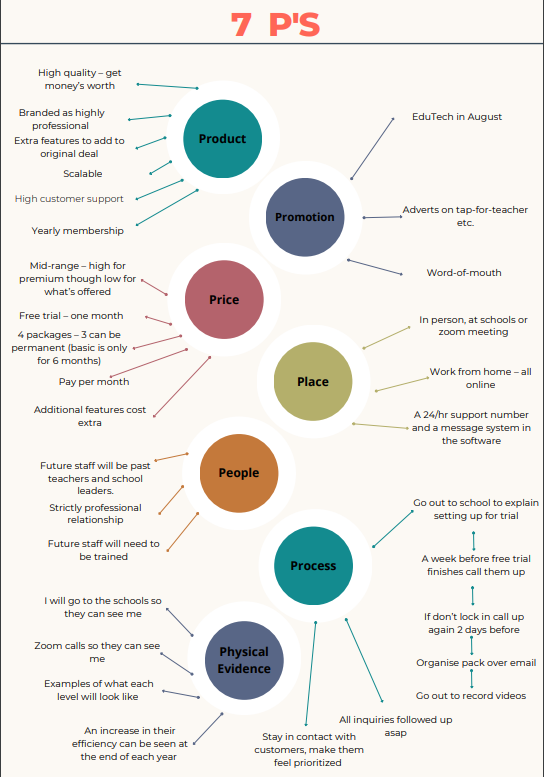 7 P'S
High quality – get
money's worth
Branded as highly
professional
Extra features to add to
original deal
Scalable
High customer support
Yearly membership
Product
EduTech in August
Adverts on tap-for-teacher
etc.
Word-of-mouth
Promotion
Mid-range – high for
premium though low for
what's offered
Free trial – one month
4 packages – 3 can be
permanent (basic is only
for 6 months)
Pay per month
Additional features cost
extra
Price
In person, at schools or
zoom meeting
Work from home – all
online
A 24/hr support number
and a message system in
the software
Place
Future staff will be past
teachers and school
leaders.
Strictly professional
relationship
Future staff will need to
be trained
People
Go out to school to explain
setting up for trial
A week before free trial
finishes call them up
If don't lock in call up
again 2 days before
Organise pack over email
Go out to record videos
All inquiries followed up
asap
Stay in contact with
customers, make them
feel prioritized
Process
I will go to the schools so
they can see me
Zoom calls so they can see
me
Examples of what each
level will look like
An increase in their
efficiency can be seen at
the end of each year
Physical
Evidence